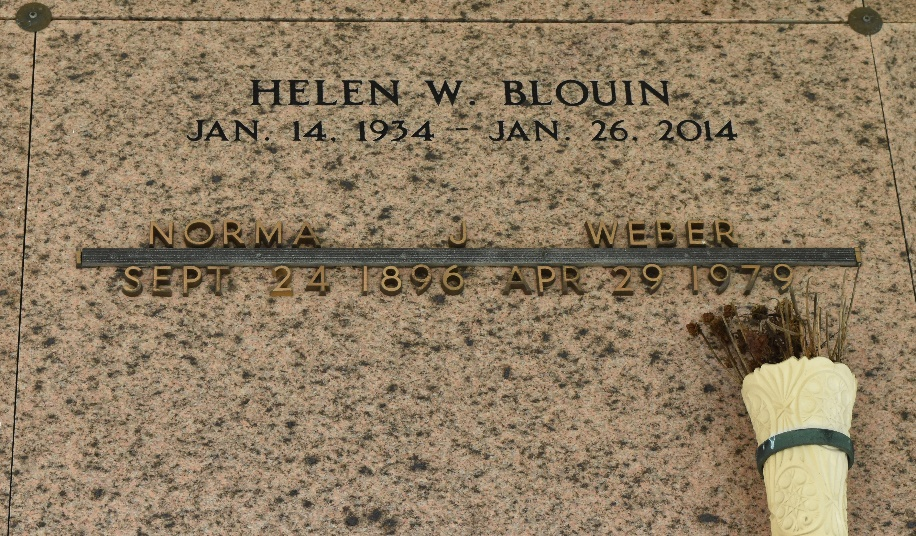 HELEN W. BLOUIN
JAN. 14, 1934 - JAN. 26, 2014
NORMA J WEBER
SEPT 24 1896 APR 29 1979